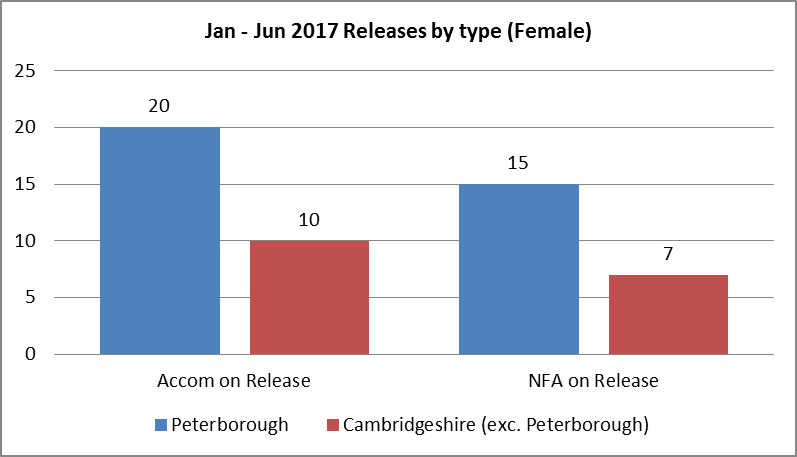 Jan - Jun 2017 Releases by type (Female)
25
20
15
10
5
0
20
10
15
7
Accom on Release
NFA on Release
Peterborough
Cambridgeshire (exc. Peterborough)